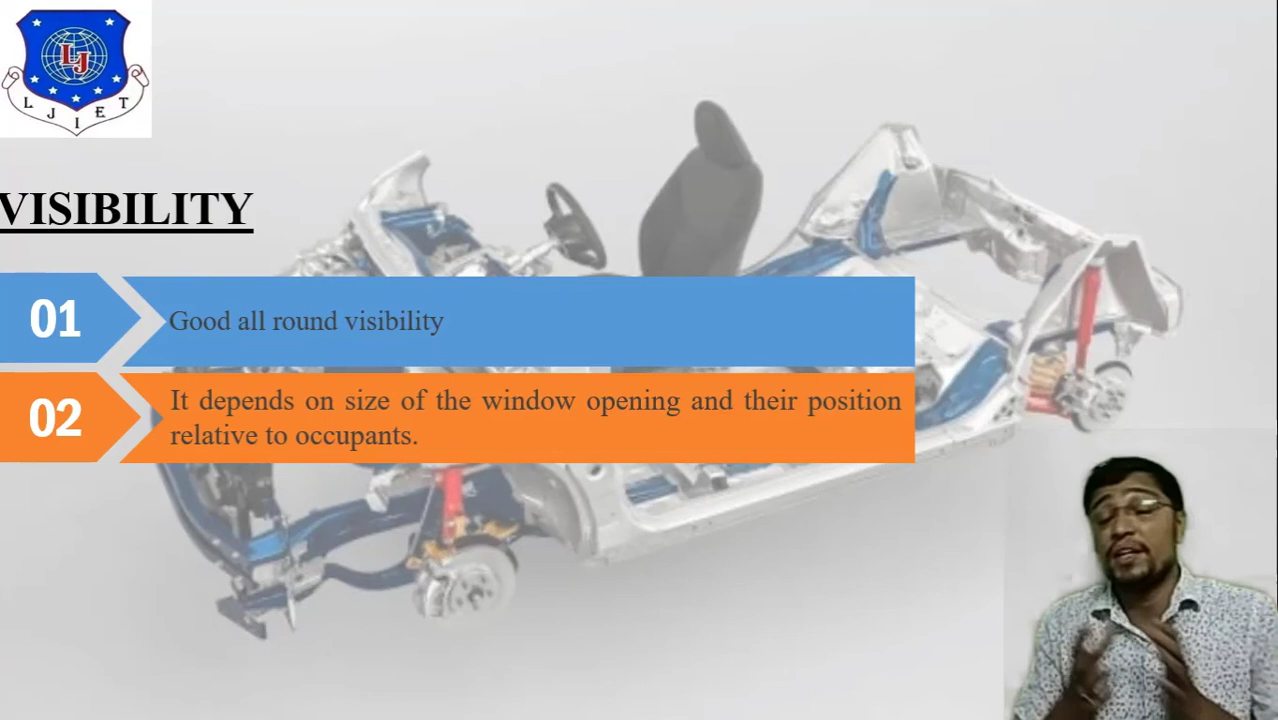 LJ
L J I E T
VISIBILITY
01
Good all round visibility
02
It depends on size of the window opening and their position
relative to occupants.